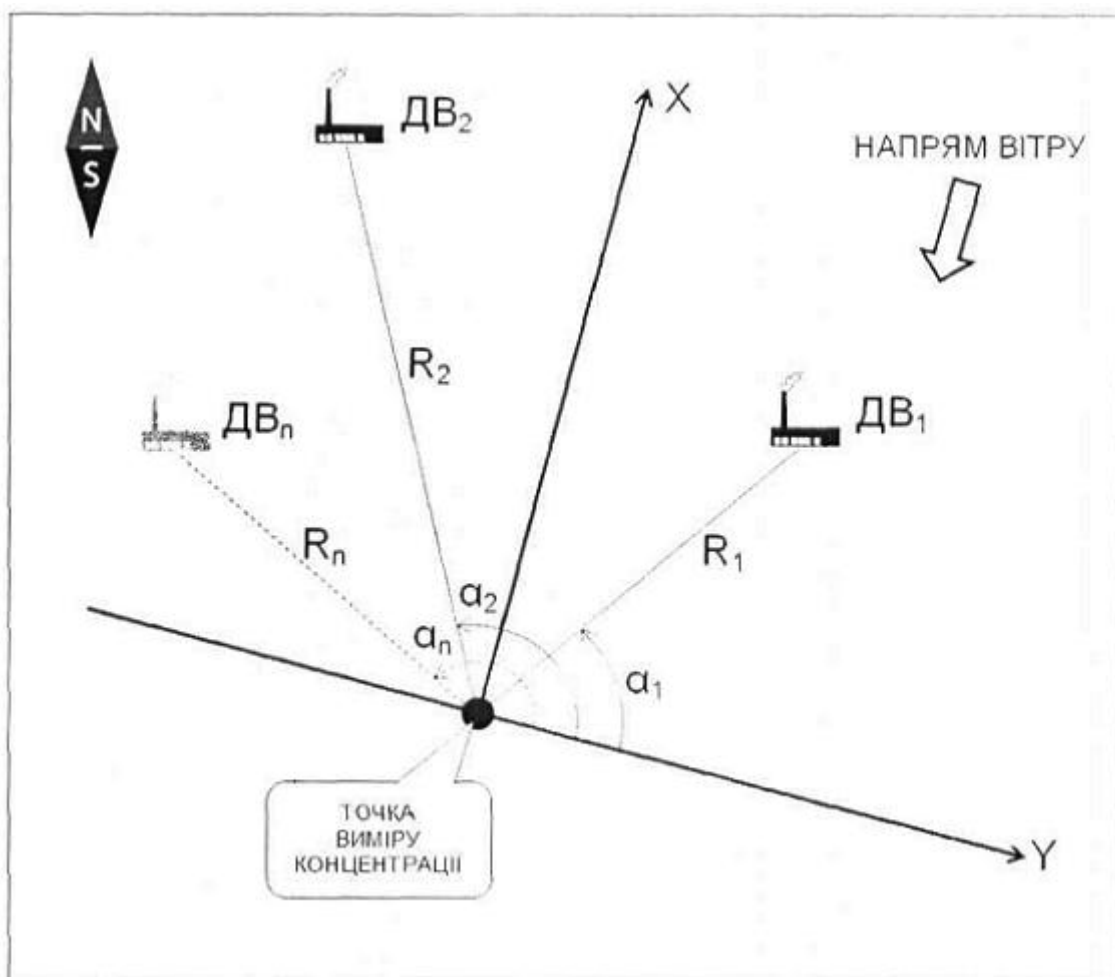 N
S
ДВ₂
X
НАПРЯМ ВІТРУ
R₂
ДВₙ
ДВ₁
Rₙ
R₁
α₂
αₙ
α₁
ТОЧКА
ВИМІРУ
КОНЦЕНТРАЦІЇ
Y